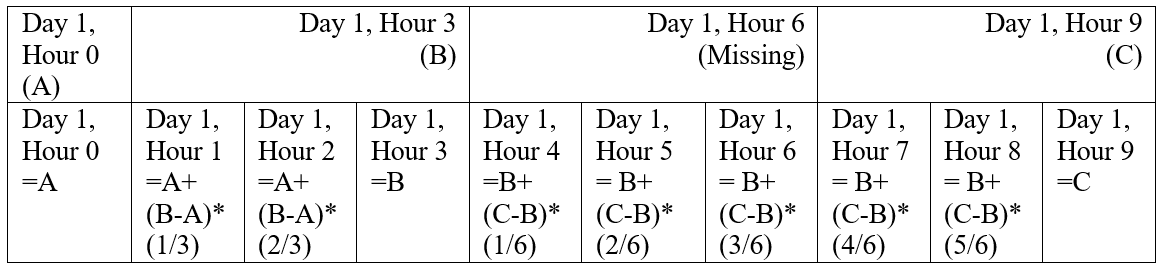 Day 1,
Hour 0
(A)
Day 1, Hour 3
(B)
Day 1, Hour 6
(Missing)
Day 1, Hour 9
(C)
Day 1,
Hour 0
=A
Day 1,
Hour 1
=A+
(B-A)*
(1/3)
Day 1,
Hour 2
=A+
(B-A)*
(2/3)
Day 1,
Hour 3
=B
Day 1,
Hour 4
=B+
(C-B)*
(1/6)
Day 1,
Hour 5
= B+
(C-B)*
(2/6)
Day 1,
Hour 6
= B+
(C-B)*
(3/6)
Day 1,
Hour 7
= B+
(C-B)*
(4/6)
Day 1,
Hour 8
= B+
(C-B)*
(5/6)
Day 1,
Hour 9
=C